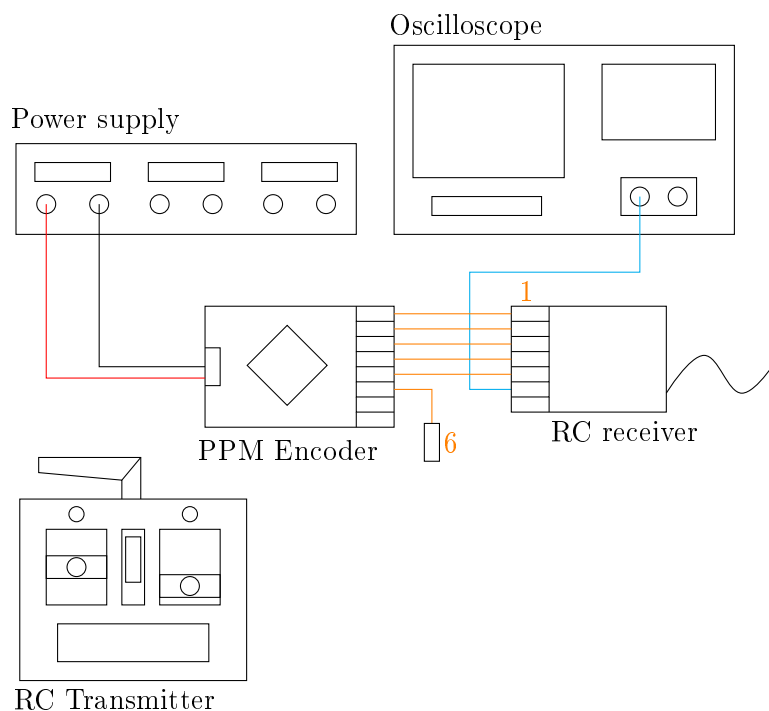 Oscilloscope
Power supply
1
PPM Encoder
6
RC receiver
RC Transmitter